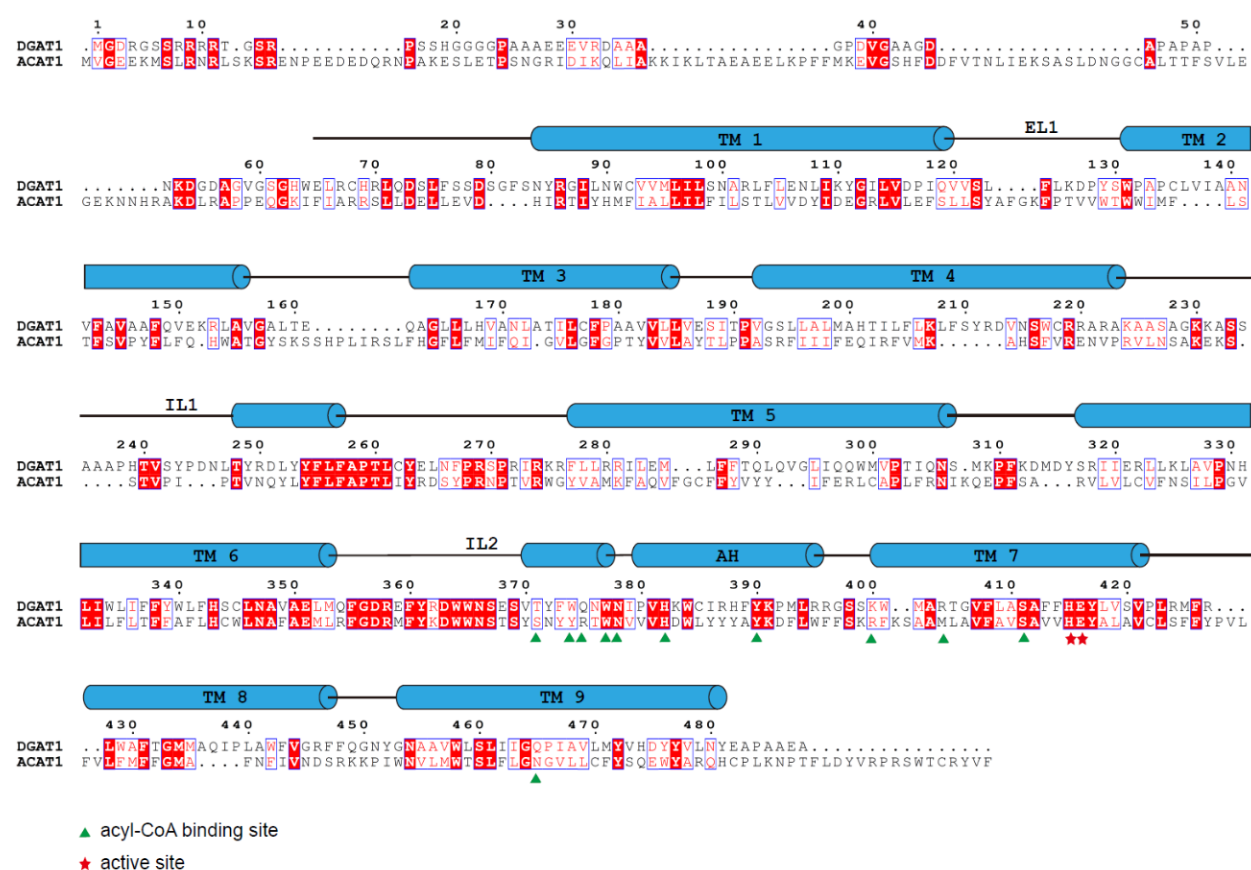 1 10 20 30 40 50
DGAT1 .MGDRGSSRRRRT.GSR...........PSSHGGGGPAAAEEEVRDAAA................GPDVGAAGD..................APAPAP...
ACAT1 MVGEEKMSLRNRLSKSRENPEEDEDQRNPAKESLETPSNGRIDIKQLIAKKIKLTAEAEELKPFFMKEVGSHFDDFVTNLIEKSASLDNGGCALTTFSVLE
TM 1 EL1 TM 2
60 70 80 90 100 110 120 130 140
DGAT1 .......NKDGDAGVGSGHWELRCHRLQDSLFSSDSGFSNYRGILNWCVVMLILSNARLFLENLIKYGILVDPIQVVSL....FLKDPYSWPAPCLVIAAN
ACAT1 GEKNNHRAKDLRAPPEQGKIFIARRSLLDELLEVD....HIRTIYHMFIALLILFILSTLVVDYIDEGRLVLEFSLLSYAFGKFPTVVWTWWIMF....LS
TM 3 TM 4
150 160 170 180 190 200 210 220 230
DGAT1 VFAVAAFQVEKRLAVGALTE.........QAGLLLHVANLATILCFPAAVVLLVESITPVGSLLALMAHTILFLKLFSYRDVNSWCRRARAKAASAGKKASS
ACAT1 TFSVPYFLFQ.HWATGYSKSSHPLIRSLFHGFLFMIFQI.GVLGFGPTYVVLAYTLPPASRFIIIFEQIRFVMK......AHSFVRENVPRVLNSAKEKS.
IL1 TM 5
240 250 260 270 280 290 300 310 320 330
DGAT1 AAAPHTVSYPDNLTYRDLYYFLFAPTLCYELNFPRSPRIRKRFLLRRILEM...LFFTQLQVGLIQQWMVPTIQNS.MKPFKDMDYSRIIERLLKLAVPNH
ACAT1 ....STVPI...PTVNQYLYFLFAPTLIYRDSYPRNPTVRWGYVAMKFAQVFGCFFYVYY...IFERLCAPLFRNIKQEPFSA...RVLVLCVFNSILPGV
TM 6 IL2 AH TM 7
340 350 360 370 380 390 400 410 420
DGAT1 LIWLIFFYWLFHSCLNAVAELMQFGDREFYRDWWNSESVTYFWQNWNIPVHKWCIRHFYKPMLRRGSSKW..MARTGVFLASAFFHEYLVSVPLRMFR...
ACAT1 LILFLTFFAFLHCWLNAFAEMLRFGDRMFYKDWWNSTSYSNYYRTWNVVVHDWLYYYAYKDFLWFFSKRFKSAAMLAVFAVSAVVHEYALAVCLSFFYPVL
TM 8 TM 9
430 440 450 460 470 480
DGAT1 ..LWAFTGMMAQIPLAWFVGRFFQGNYGNAAVWLSLIIGQPIAVLMYVHDYYVLNYEAPAAEA................
ACAT1 FVLFMFFGMA....FNFIVNDSRKKPIWNVLMWTSLFLGNGVLLCFYSQEWYARQHCPLKNPTFLDYVRPRSWTCRYVF
acyl-CoA binding site
active site